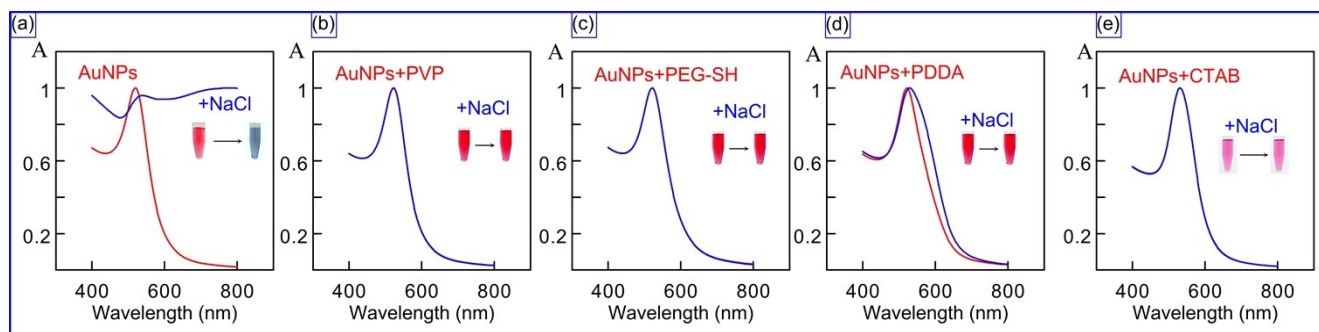 (a)
A
AuNPs
+NaCl
1
0.6
0.2
400 600 800
Wavelength (nm)
(b)
A
AuNPs+PVP
+NaCl
1
0.6
0.2
400 600 800
Wavelength (nm)
(c)
A
AuNPs+PEG-SH
+NaCl
1
0.6
0.2
400 600 800
Wavelength (nm)
(d)
A
AuNPs+PDDA
+NaCl
1
0.6
0.2
400 600 800
Wavelength (nm)
(e)
A
AuNPs+CTAB
+NaCl
1
0.6
0.2
400 600 800
Wavelength (nm)